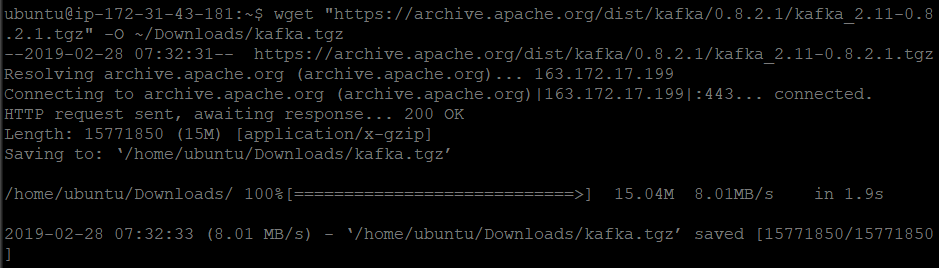 ubuntu@ip-172-31-43-181:~$ wget "https://archive.apache.org/dist/kafka/0.8.2.1/kafka_2.11-0.8
.2.1.tgz" -O ~/Downloads/kafka.tgz
--2019-02-28 07:32:31--  https://archive.apache.org/dist/kafka/0.8.2.1/kafka_2.11-0.8.2.1.tgz
Resolving archive.apache.org (archive.apache.org)... 163.172.17.199
Connecting to archive.apache.org (archive.apache.org)|163.172.17.199|:443... connected.
HTTP request sent, awaiting response... 200 OK
Length: 15771850 (15M) [application/x-gzip]
Saving to: ‘/home/ubuntu/Downloads/kafka.tgz’
/home/ubuntu/Downloads/ 100%[============================>]  15.04M  8.01MB/s    in 1.9s
2019-02-28 07:32:33 (8.01 MB/s) - ‘/home/ubuntu/Downloads/kafka.tgz’ saved [15771850/15771850
]